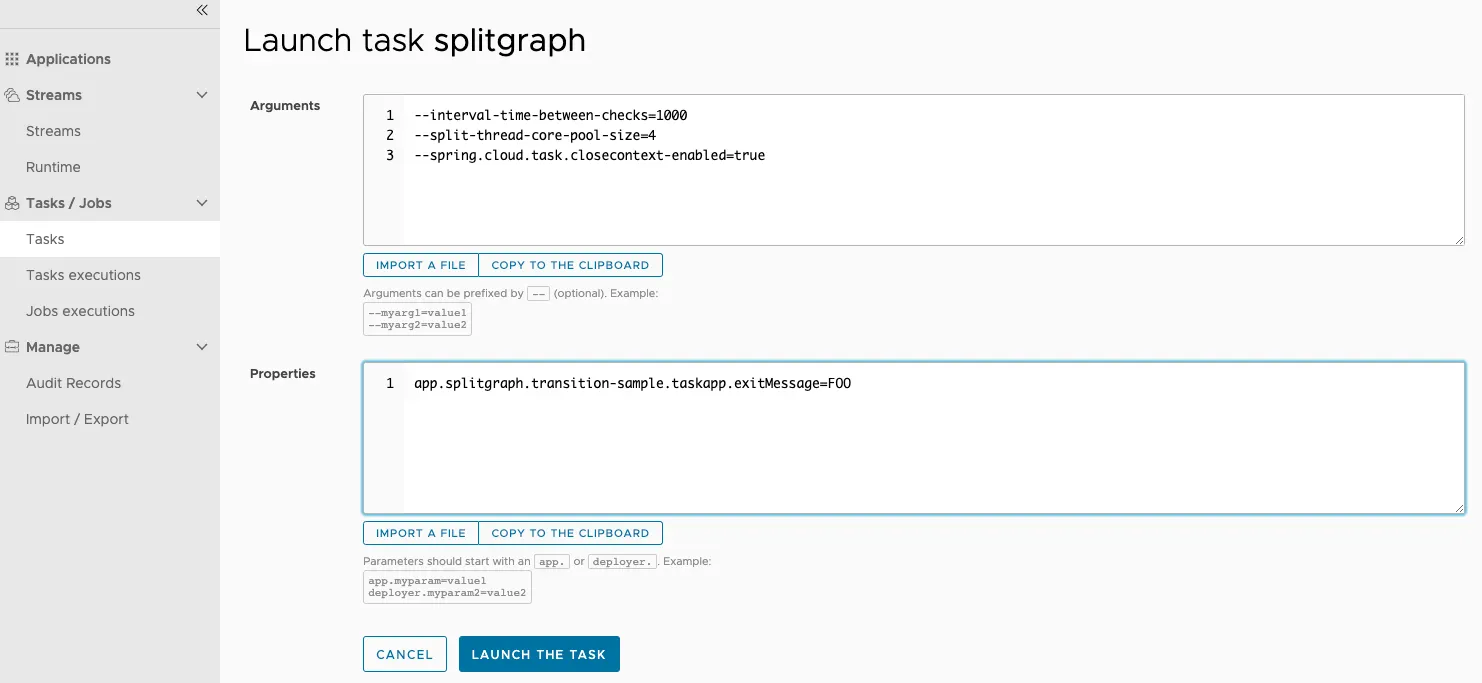 Applications
Streams
Streams
Runtime
Tasks / Jobs
Tasks
Tasks executions
Jobs executions
Manage
Audit Records
Import / Export
Launch task splitgraph
Arguments
1 --interval-time-between-checks=1000
2 --split-thread-core-pool-size=4
3 --spring.cloud.task.closecontext-enabled=true
IMPORT A FILE COPY TO THE CLIPBOARD
Arguments can be prefixed by -- (optional). Example:
--myarg1=value1
--myarg2=value2
Properties
1 app.splitgraph.transition-sample.taskapp.exitMessage=FOO
IMPORT A FILE COPY TO THE CLIPBOARD
Parameters should start with an app. or deployer. . Example:
app.myparam=value1
deployer.myparam2=value2
CANCEL LAUNCH THE TASK